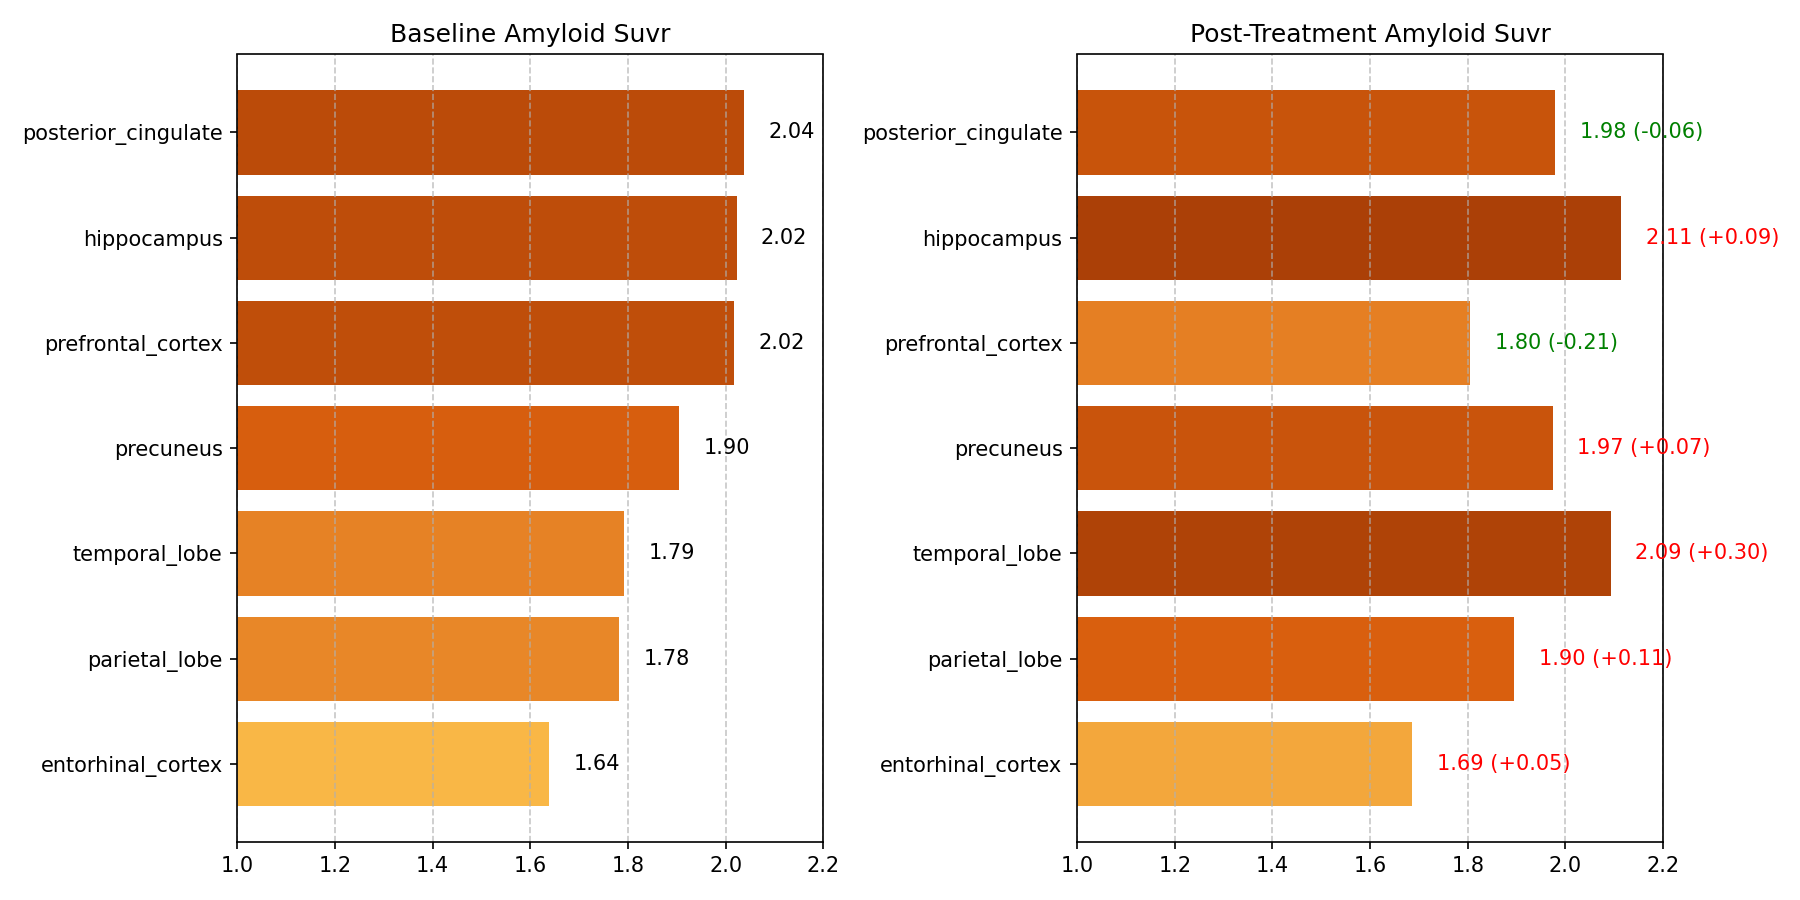 Baseline Amyloid Suvr
posterior_cingulate 2.04
hippocampus 2.02
prefrontal_cortex 2.02
precuneus 1.90
temporal_lobe 1.79
parietal_lobe 1.78
entorhinal_cortex 1.64
1.0 1.2 1.4 1.6 1.8 2.0 2.2
Post-Treatment Amyloid Suvr
posterior_cingulate 1.98 (-0.06)
hippocampus 2.11 (+0.09)
prefrontal_cortex 1.80 (-0.21)
precuneus 1.97 (+0.07)
temporal_lobe 2.09 (+0.30)
parietal_lobe 1.90 (+0.11)
entorhinal_cortex 1.69 (+0.05)
1.0 1.2 1.4 1.6 1.8 2.0 2.2